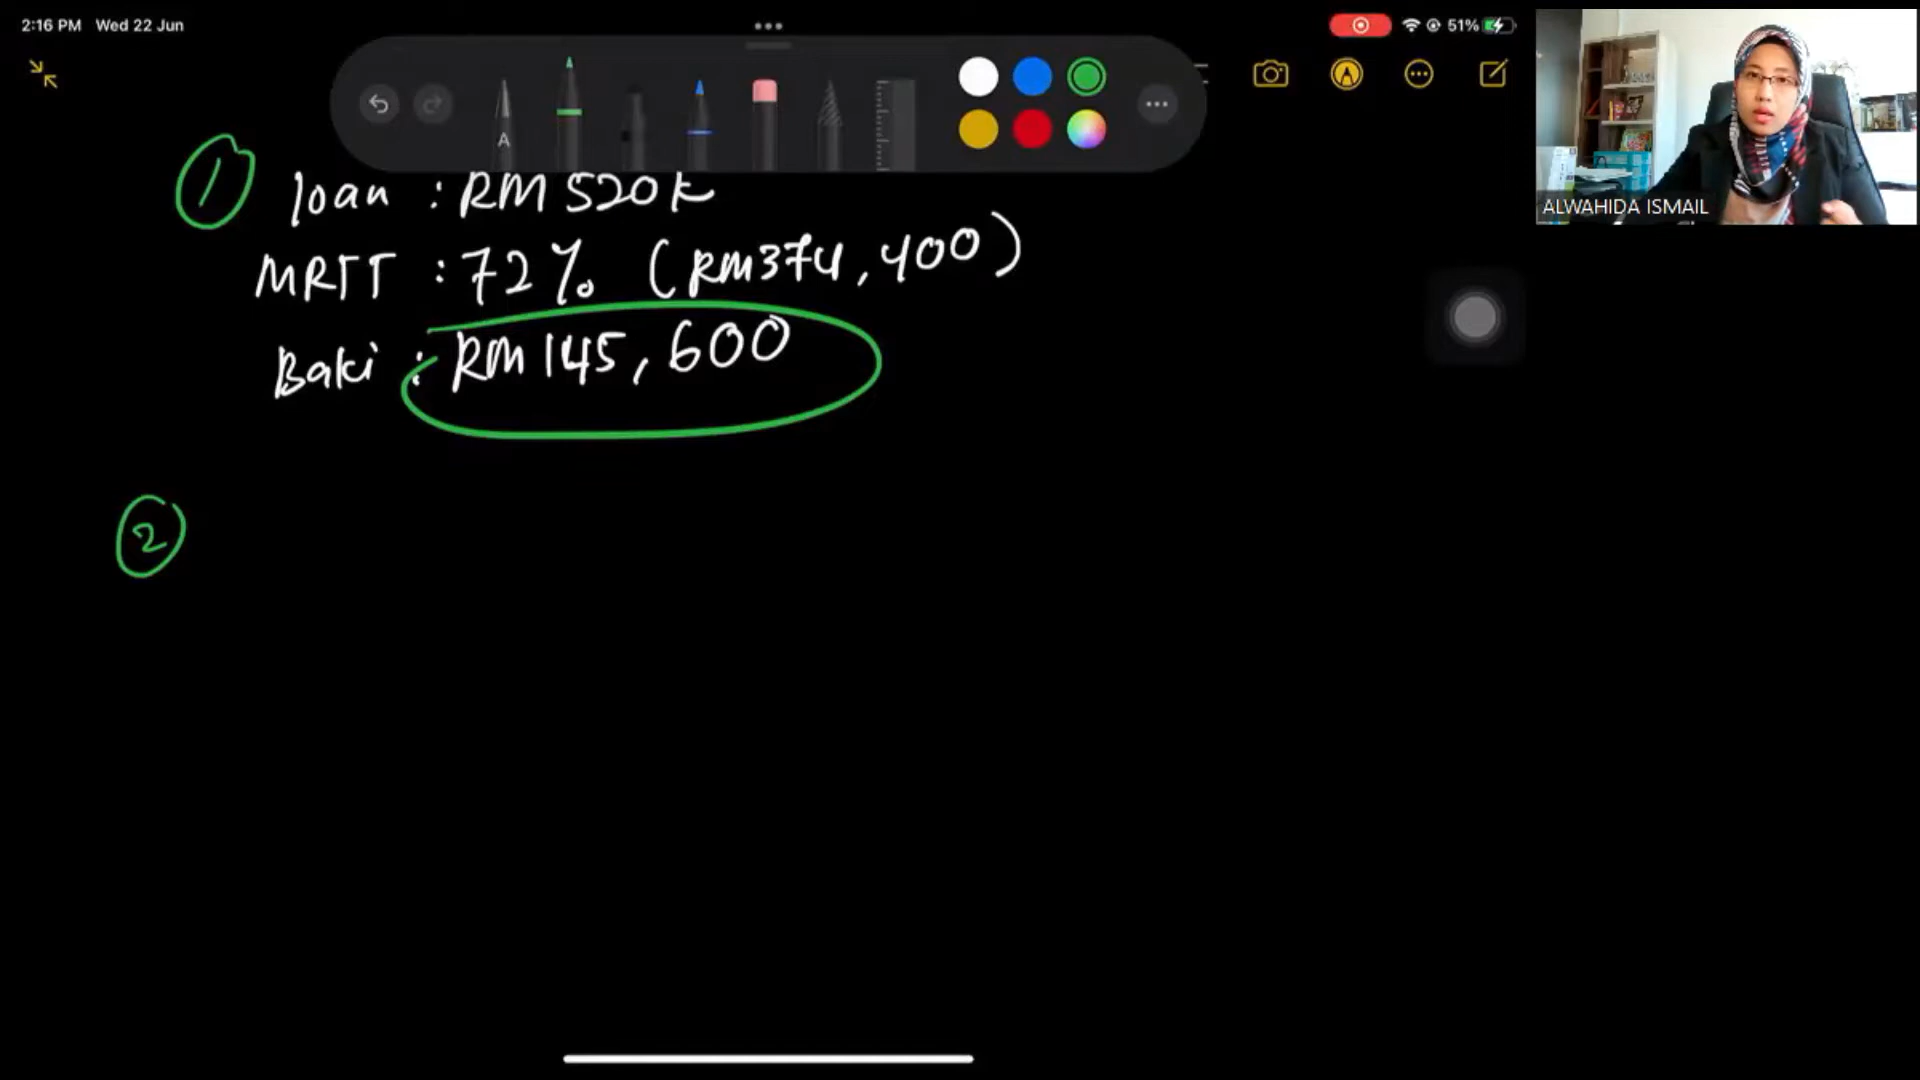 2:16 PM Wed 22 Jun
51%
A
ALWAHIDA ISMAIL
1 loan : RM 520K
MRTT : 72% (RM374,400)
Baki : RM 145,600
2